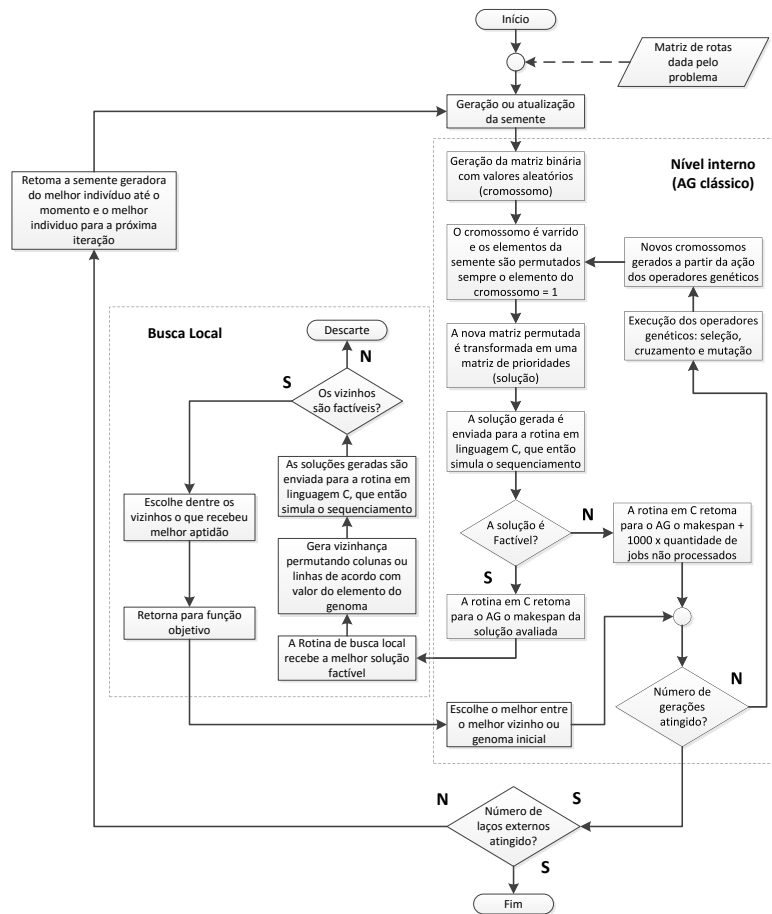 Início
Matriz de rotas
dada pelo
problema
Geração ou atualização
da semente
Nível interno
(AG clássico)
Geração da matriz binária
com valores aleatórios
(cromossomo)
Retoma a semente geradora
do melhor indivíduo até o
momento e o melhor
individuo para a próxima
iteração
O cromossomo é varrido
e os elementos da
semente são permutados
sempre o elemento do
cromossomo = 1
Novos cromossomos
gerados a partir da ação
dos operadores genéticos
Execução dos operadores
genéticos: seleção,
cruzamento e mutação
A nova matriz permutada
é transformada em uma
matriz de prioridades
(solução)
A solução gerada é
enviada para a rotina em
linguagem C, que então
simula o sequenciamento
A solução é
Factível?
N
S
A rotina em C retoma
para o AG o makespan +
1000 x quantidade de
jobs não processados
A rotina em C retoma
para o AG o makespan da
solução avaliada
Busca Local
Descarte
N
S
Os vizinhos
são factíveis?
As soluções geradas são
enviada para a rotina em
linguagem C, que então
simula o sequenciamento
Escolhe dentre os
vizinhos o que recebeu
melhor aptidão
Gera vizinhança
permutando colunas ou
linhas de acordo com
valor do elemento do
genoma
Retorna para função
objetivo
A Rotina de busca local
recebe a melhor solução
factível
Escolhe o melhor entre
o melhor vizinho ou
genoma inicial
Número de
gerações
atingido?
N
S
Número de
laços externos
atingido?
N
S
Fim